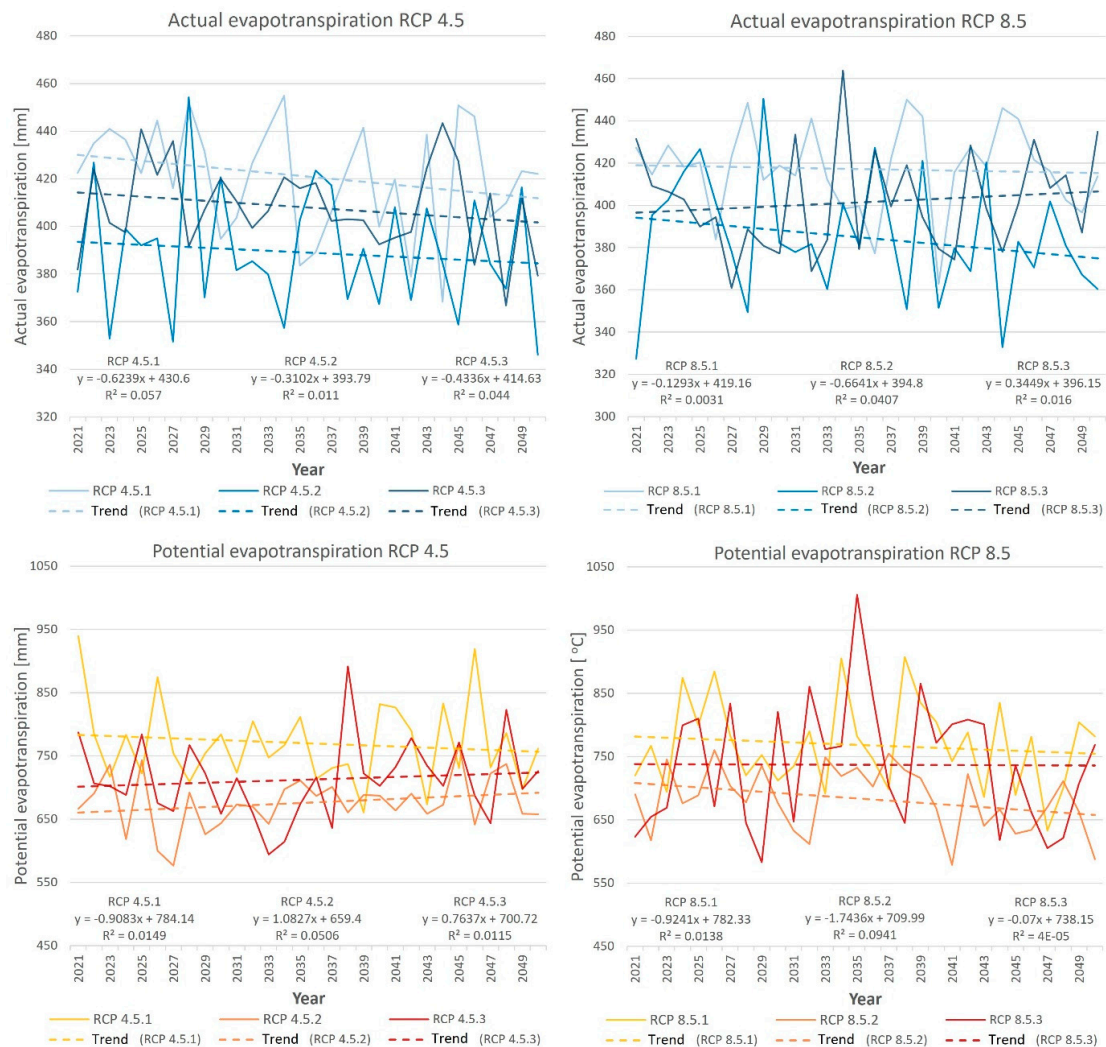 Actual evapotranspiration RCP 4.5
Actual evapotranspiration [mm]
480
460
440
420
400
380
360
340
320
RCP 4.5.1
y = -0.6239x + 430.6
R² = 0.057
RCP 4.5.2
y = -0.3102x + 393.79
R² = 0.011
RCP 4.5.3
y = -0.4336x + 414.63
R² = 0.044
2021
2023
2025
2027
2029
2031
2033
2035
2037
2039
2041
2043
2045
2047
2049
Year
RCP 4.5.1
RCP 4.5.2
RCP 4.5.3
Trend (RCP 4.5.1)
Trend (RCP 4.5.2)
Trend (RCP 4.5.3)
Actual evapotranspiration RCP 8.5
Actual evapotranspiration [mm]
480
460
440
420
400
380
360
340
320
300
RCP 8.5.1
y = -0.1293x + 419.16
R² = 0.0031
RCP 8.5.2
y = -0.6641x + 394.8
R² = 0.0407
RCP 8.5.3
y = 0.3449x + 396.15
R² = 0.016
2021
2023
2025
2027
2029
2031
2033
2035
2037
2039
2041
2043
2045
2047
2049
Year
RCP 8.5.1
RCP 8.5.2
RCP 8.5.3
Trend (RCP 8.5.1)
Trend (RCP 8.5.2)
Trend (RCP 8.5.3)
Potential evapotranspiration RCP 4.5
Potential evapotranspiration [mm]
1050
950
850
750
650
550
450
RCP 4.5.1
y = -0.9083x + 784.14
R² = 0.0149
RCP 4.5.2
y = 1.0827x + 659.4
R² = 0.0506
RCP 4.5.3
y = 0.7637x + 700.72
R² = 0.0115
2021
2023
2025
2027
2029
2031
2033
2035
2037
2039
2041
2043
2045
2047
2049
Year
RCP 4.5.1
RCP 4.5.2
RCP 4.5.3
Trend (RCP 4.5.1)
Trend (RCP 4.5.2)
Trend (RCP 4.5.3)
Potential evapotranspiration RCP 8.5
Potential evapotranspiration [ °C]
1050
950
850
750
650
550
450
RCP 8.5.1
y = -0.9241x + 782.33
R² = 0.0138
RCP 8.5.2
y = -1.7436x + 709.99
R² = 0.0941
RCP 8.5.3
y = -0.07x + 738.15
R² = 4E-05
2021
2023
2025
2027
2029
2031
2033
2035
2037
2039
2041
2043
2045
2047
2049
Year
RCP 8.5.1
RCP 8.5.2
RCP 8.5.3
Trend (RCP 8.5.1)
Trend (RCP 8.5.2)
Trend (RCP 8.5.3)